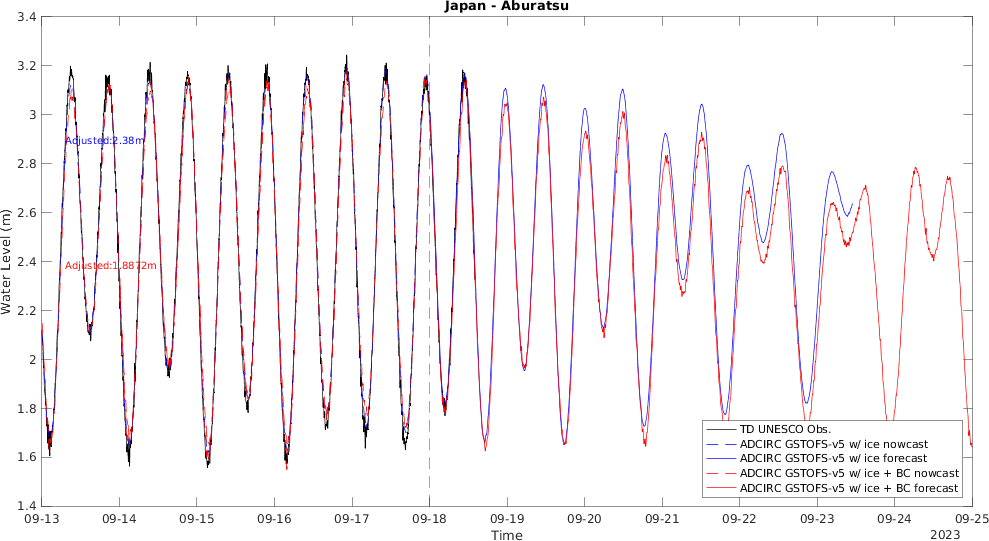 Japan - Aburatsu
3.4
3.2
3
2.8
2.6
2.4
2.2
2
1.8
1.6
1.4
Water Level (m)
Adjusted:2.38m
Adjusted:1.8872m
TD UNESCO Obs.
ADCIRC GSTOFS-v5 w/ ice nowcast
ADCIRC GSTOFS-v5 w/ ice forecast
ADCIRC GSTOFS-v5 w/ ice + BC nowcast
ADCIRC GSTOFS-v5 w/ ice + BC forecast
09-13 09-14 09-15 09-16 09-17 09-18 09-19 09-20 09-21 09-22 09-23 09-24 09-25
Time
2023